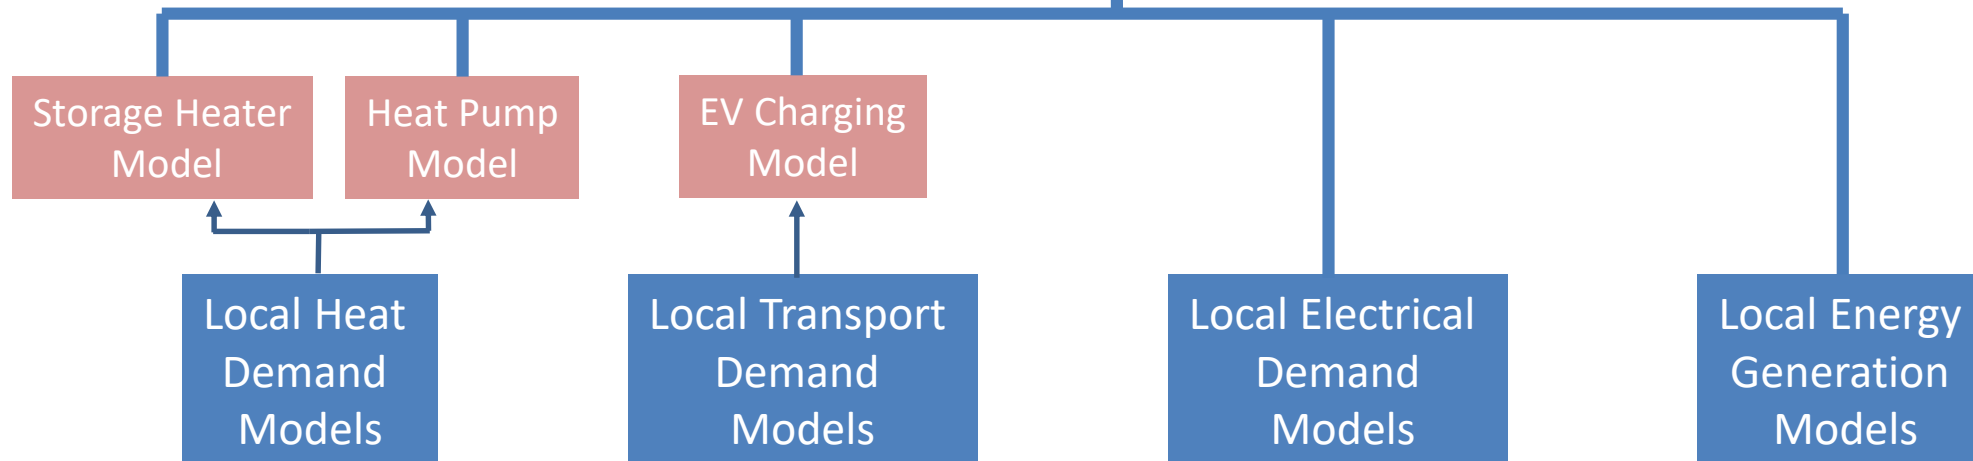 Storage Heater
Model
Heat Pump
Model
EV Charging
Model
Local Heat
Demand
Models
Local Transport
Demand
Models
Local Electrical
Demand
Models
Local Energy
Generation
Models